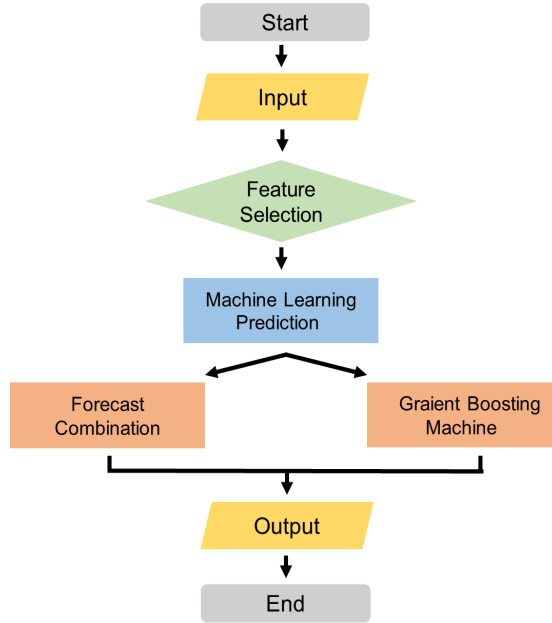 Start
Input
Feature
Selection
Machine Learning
Prediction
Forecast
Combination
Graient Boosting
Machine
Output
End